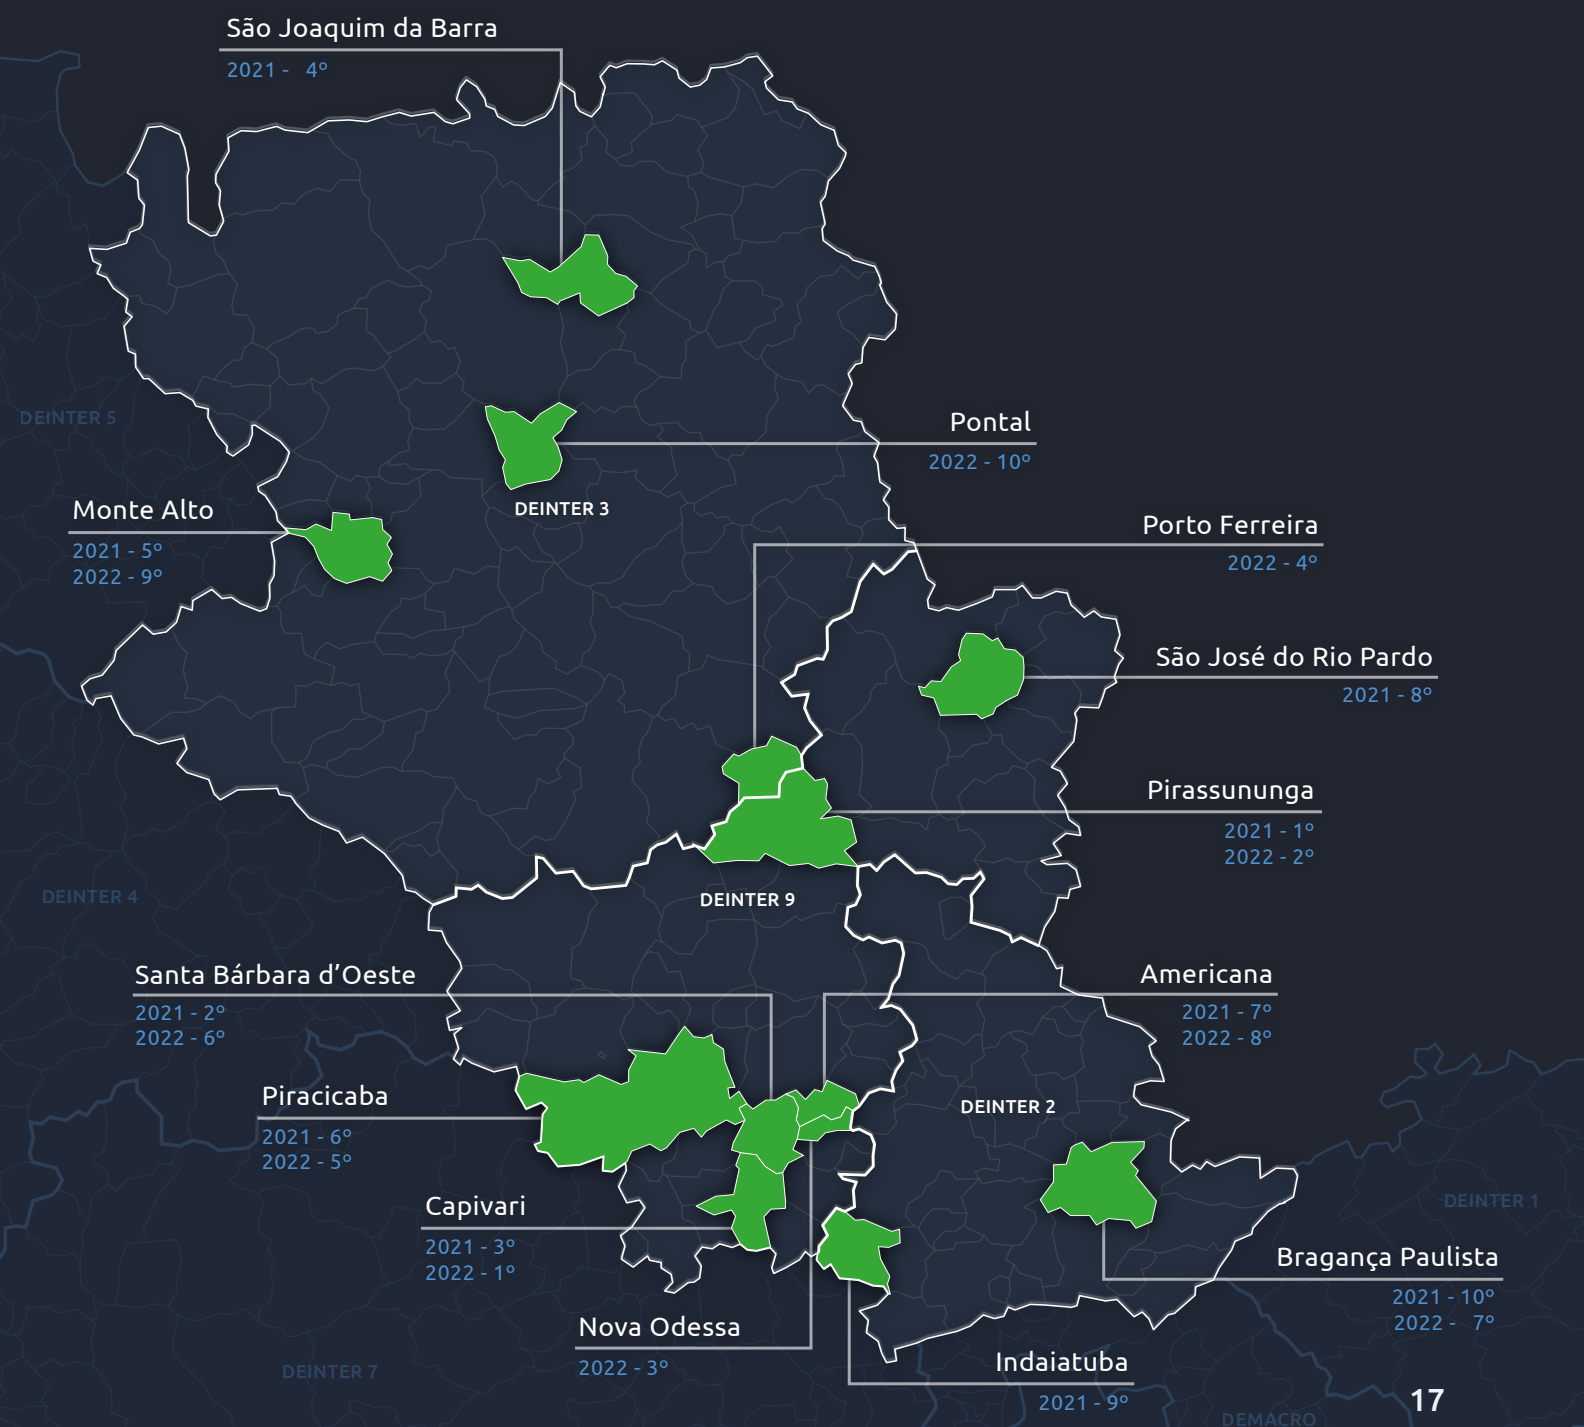 São Joaquim da Barra
2021 - 4º
DEINTER 5
Pontal
2022 - 10º
Monte Alto
2021 - 5º
2022 - 9º
DEINTER 3
Porto Ferreira
2022 - 4º
São José do Rio Pardo
2021 - 8º
Pirassununga
2021 - 1º
2022 - 2º
DEINTER 4
DEINTER 9
Santa Bárbara d’Oeste
2021 - 2º
2022 - 6º
Americana
2021 - 7º
2022 - 8º
Piracicaba
2021 - 6º
2022 - 5º
DEINTER 2
Capivari
2021 - 3º
2022 - 1º
DEINTER 1
Bragança Paulista
2021 - 10º
2022 - 7º
Nova Odessa
2022 - 3º
DEINTER 7
Indaiatuba
2021 - 9º
17
DEMACRO